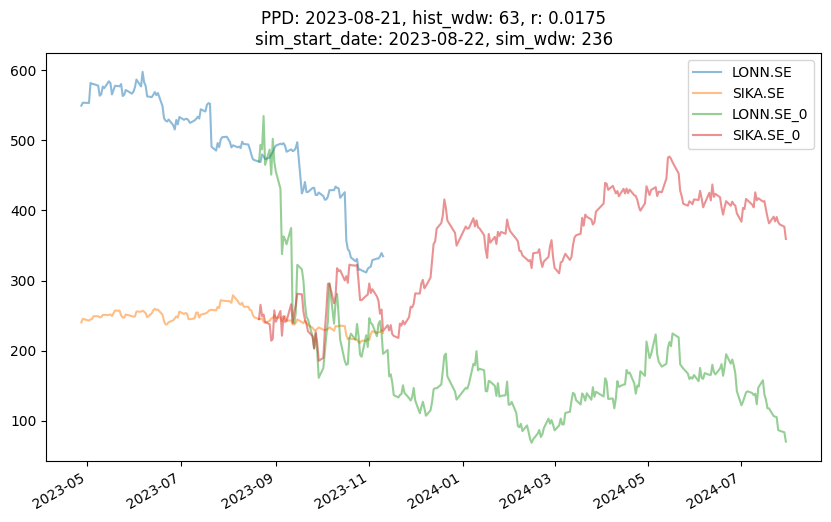 PPD: 2023-08-21, hist_wdw: 63, r: 0.0175
sim_start_date: 2023-08-22, sim_wdw: 236
LONN.SE
SIKA.SE
LONN.SE_0
SIKA.SE_0
600
500
400
300
200
100
2023-05
2023-07
2023-09
2023-11
2024-01
2024-03
2024-05
2024-07